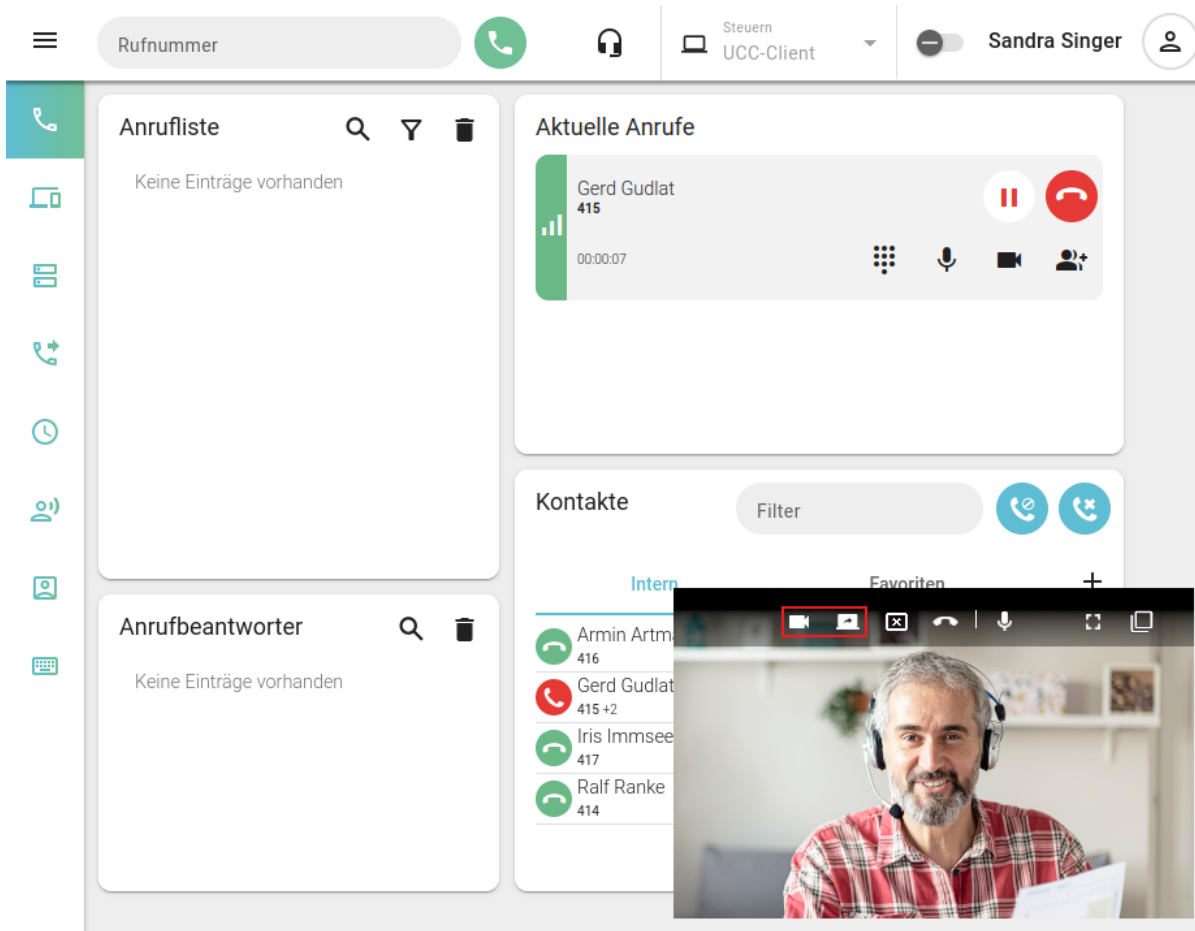 Rufnummer
Steuern
UCC-Client
Sandra Singer
Anrufliste
Keine Einträge vorhanden
Aktuelle Anrufe
Gerd Gudlat
415
00:00:07
Kontakte
Filter
Intern
Favoriten
Armin Artm
416
Gerd Gudlat
415 +2
Iris Immsee
417
Ralf Ranke
414
Anrufbeantworter
Keine Einträge vorhanden